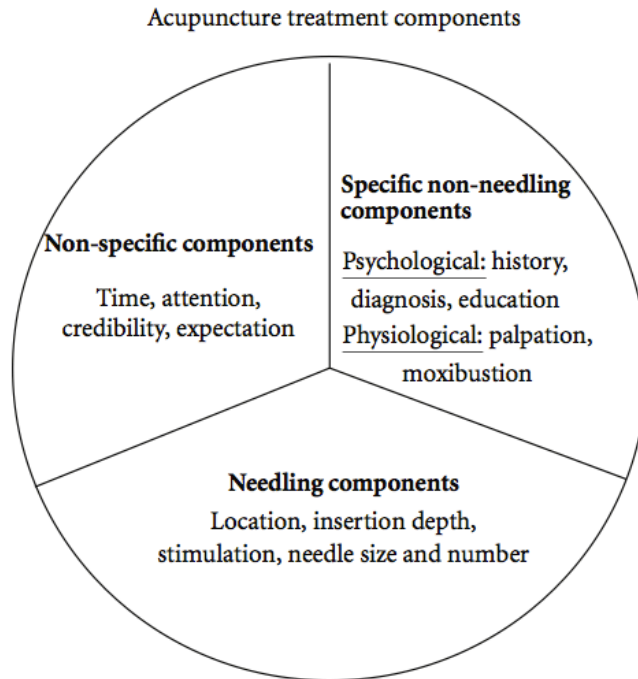 Acupuncture treatment components
Non-specific components
Time, attention,
credibility, expectation
Specific non-needling
components
Psychological: history,
diagnosis, education
Physiological: palpation,
moxibustion
Needling components
Location, insertion depth,
stimulation, needle size and number